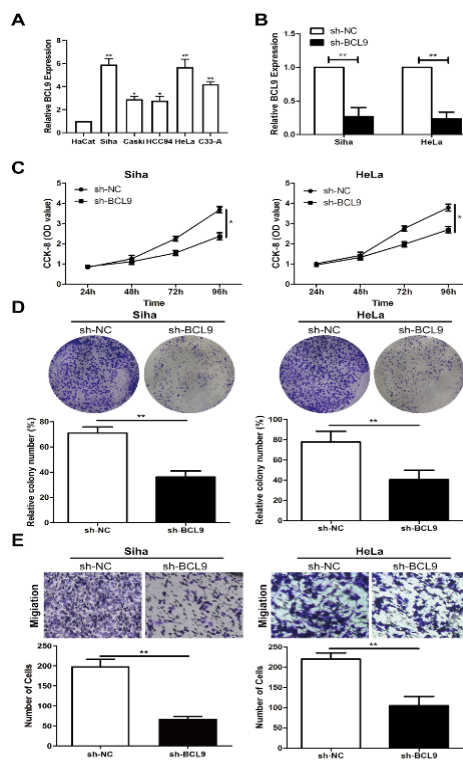 A
Relative BCL9 Expression
8
6
4
2
0
** * * ** **
HaCat Siha Caski HCC94 HeLa C33-A
B
sh-NC
sh-BCL9
Relative BCL9 Expression
1.5
1.0
0.5
0.0
** **
Siha HeLa
C
Siha
CCK-8 (OD value)
5
4
3
2
1
0
sh-NC
sh-BCL9
*
24h 48h 72h 96h
Time
HeLa
CCK-8 (OD value)
5
4
3
2
1
0
sh-NC
sh-BCL9
*
24h 48h 72h 96h
Time
D
Siha
sh-NC sh-BCL9
Relative colony number (%)
80
60
40
20
0
**
sh-NC sh-BCL9
HeLa
sh-NC sh-BCL9
Relative colony number (%)
100
80
60
40
20
0
**
sh-NC sh-BCL9
E
Siha
sh-NC sh-BCL9
Migiation
Number of Cells
250
200
150
100
50
0
**
sh-NC sh-BCL9
HeLa
sh-NC sh-BCL9
Migiation
Number of Cells
250
200
150
100
50
0
**
sh-NC sh-BCL9